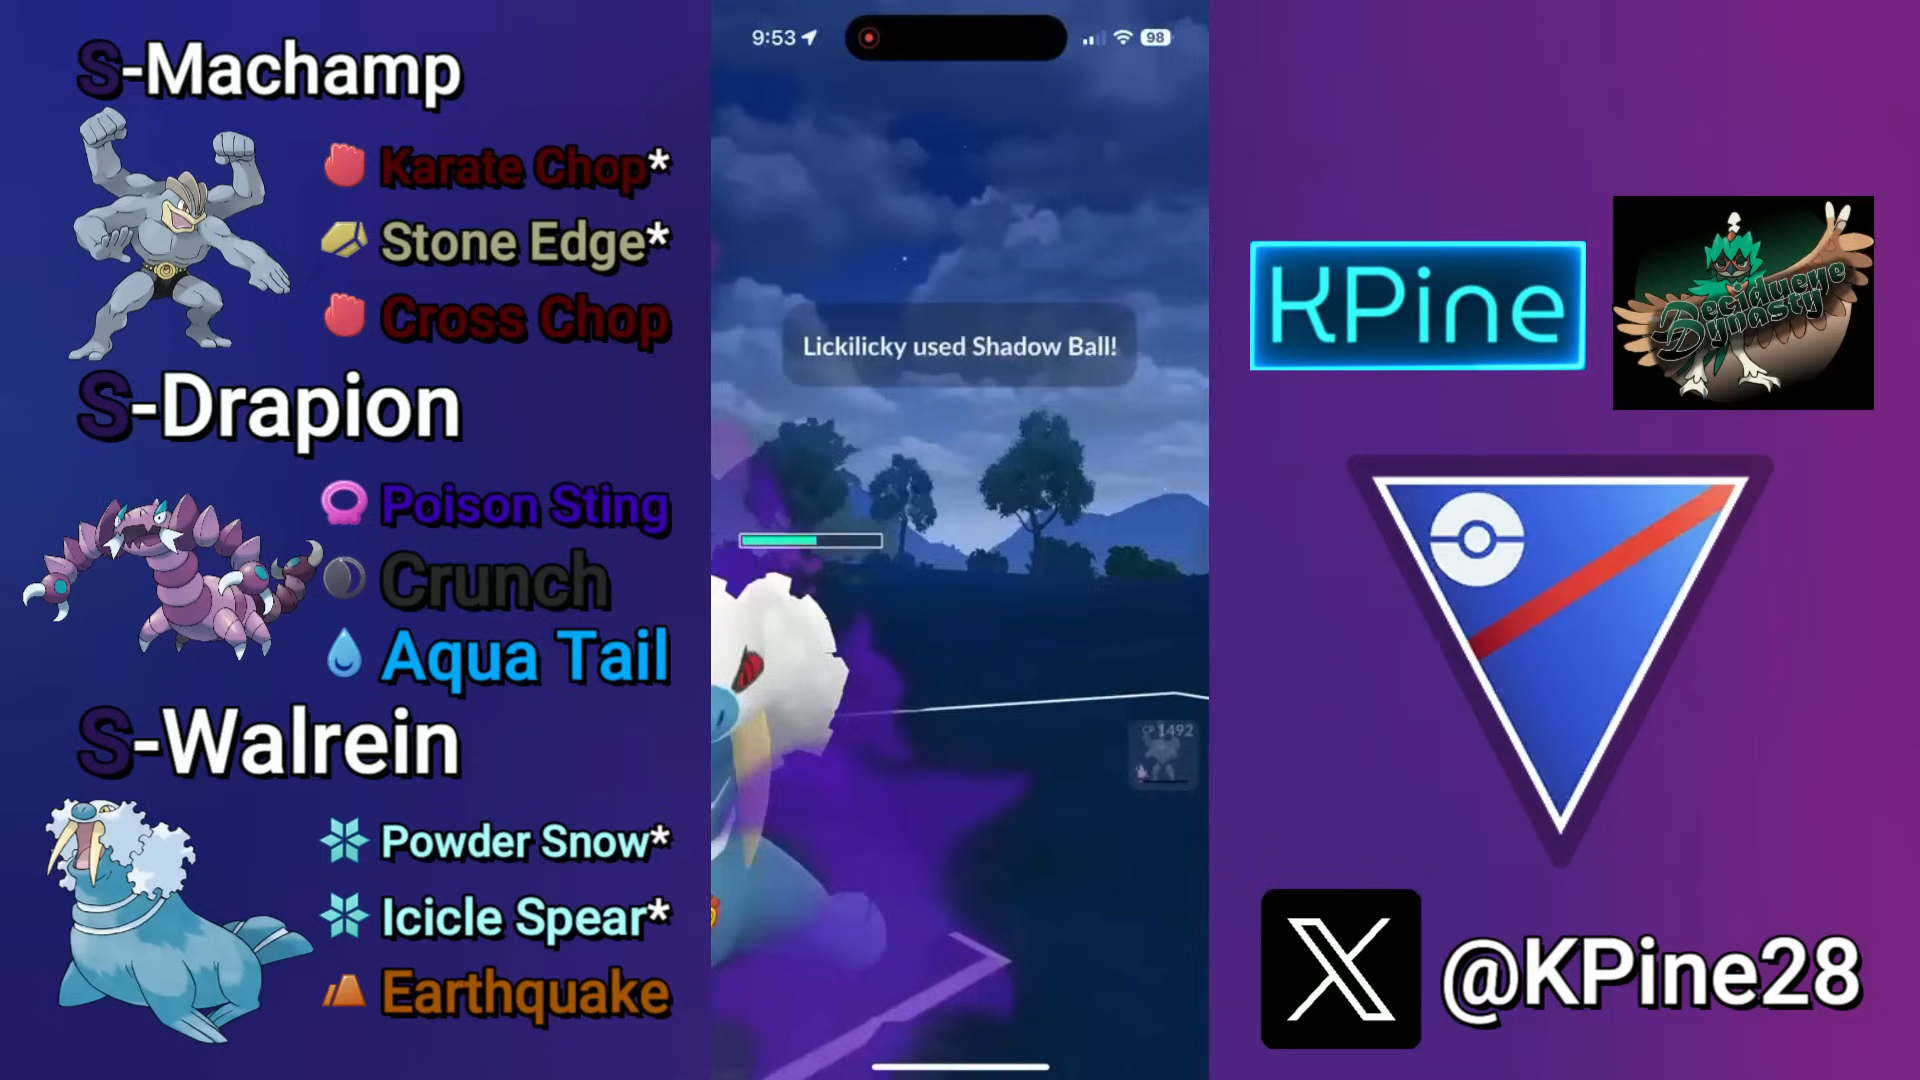 S-Machamp
Karate Chop*
Stone Edge*
Cross Chop
S-Drapion
Poison Sting
Crunch
Aqua Tail
S-Walrein
Powder Snow*
Icicle Spear*
Earthquake
9:53
98
Lickilicky used Shadow Ball!
CP 1492
KPine
Decidueye
Dynasty
@KPine28